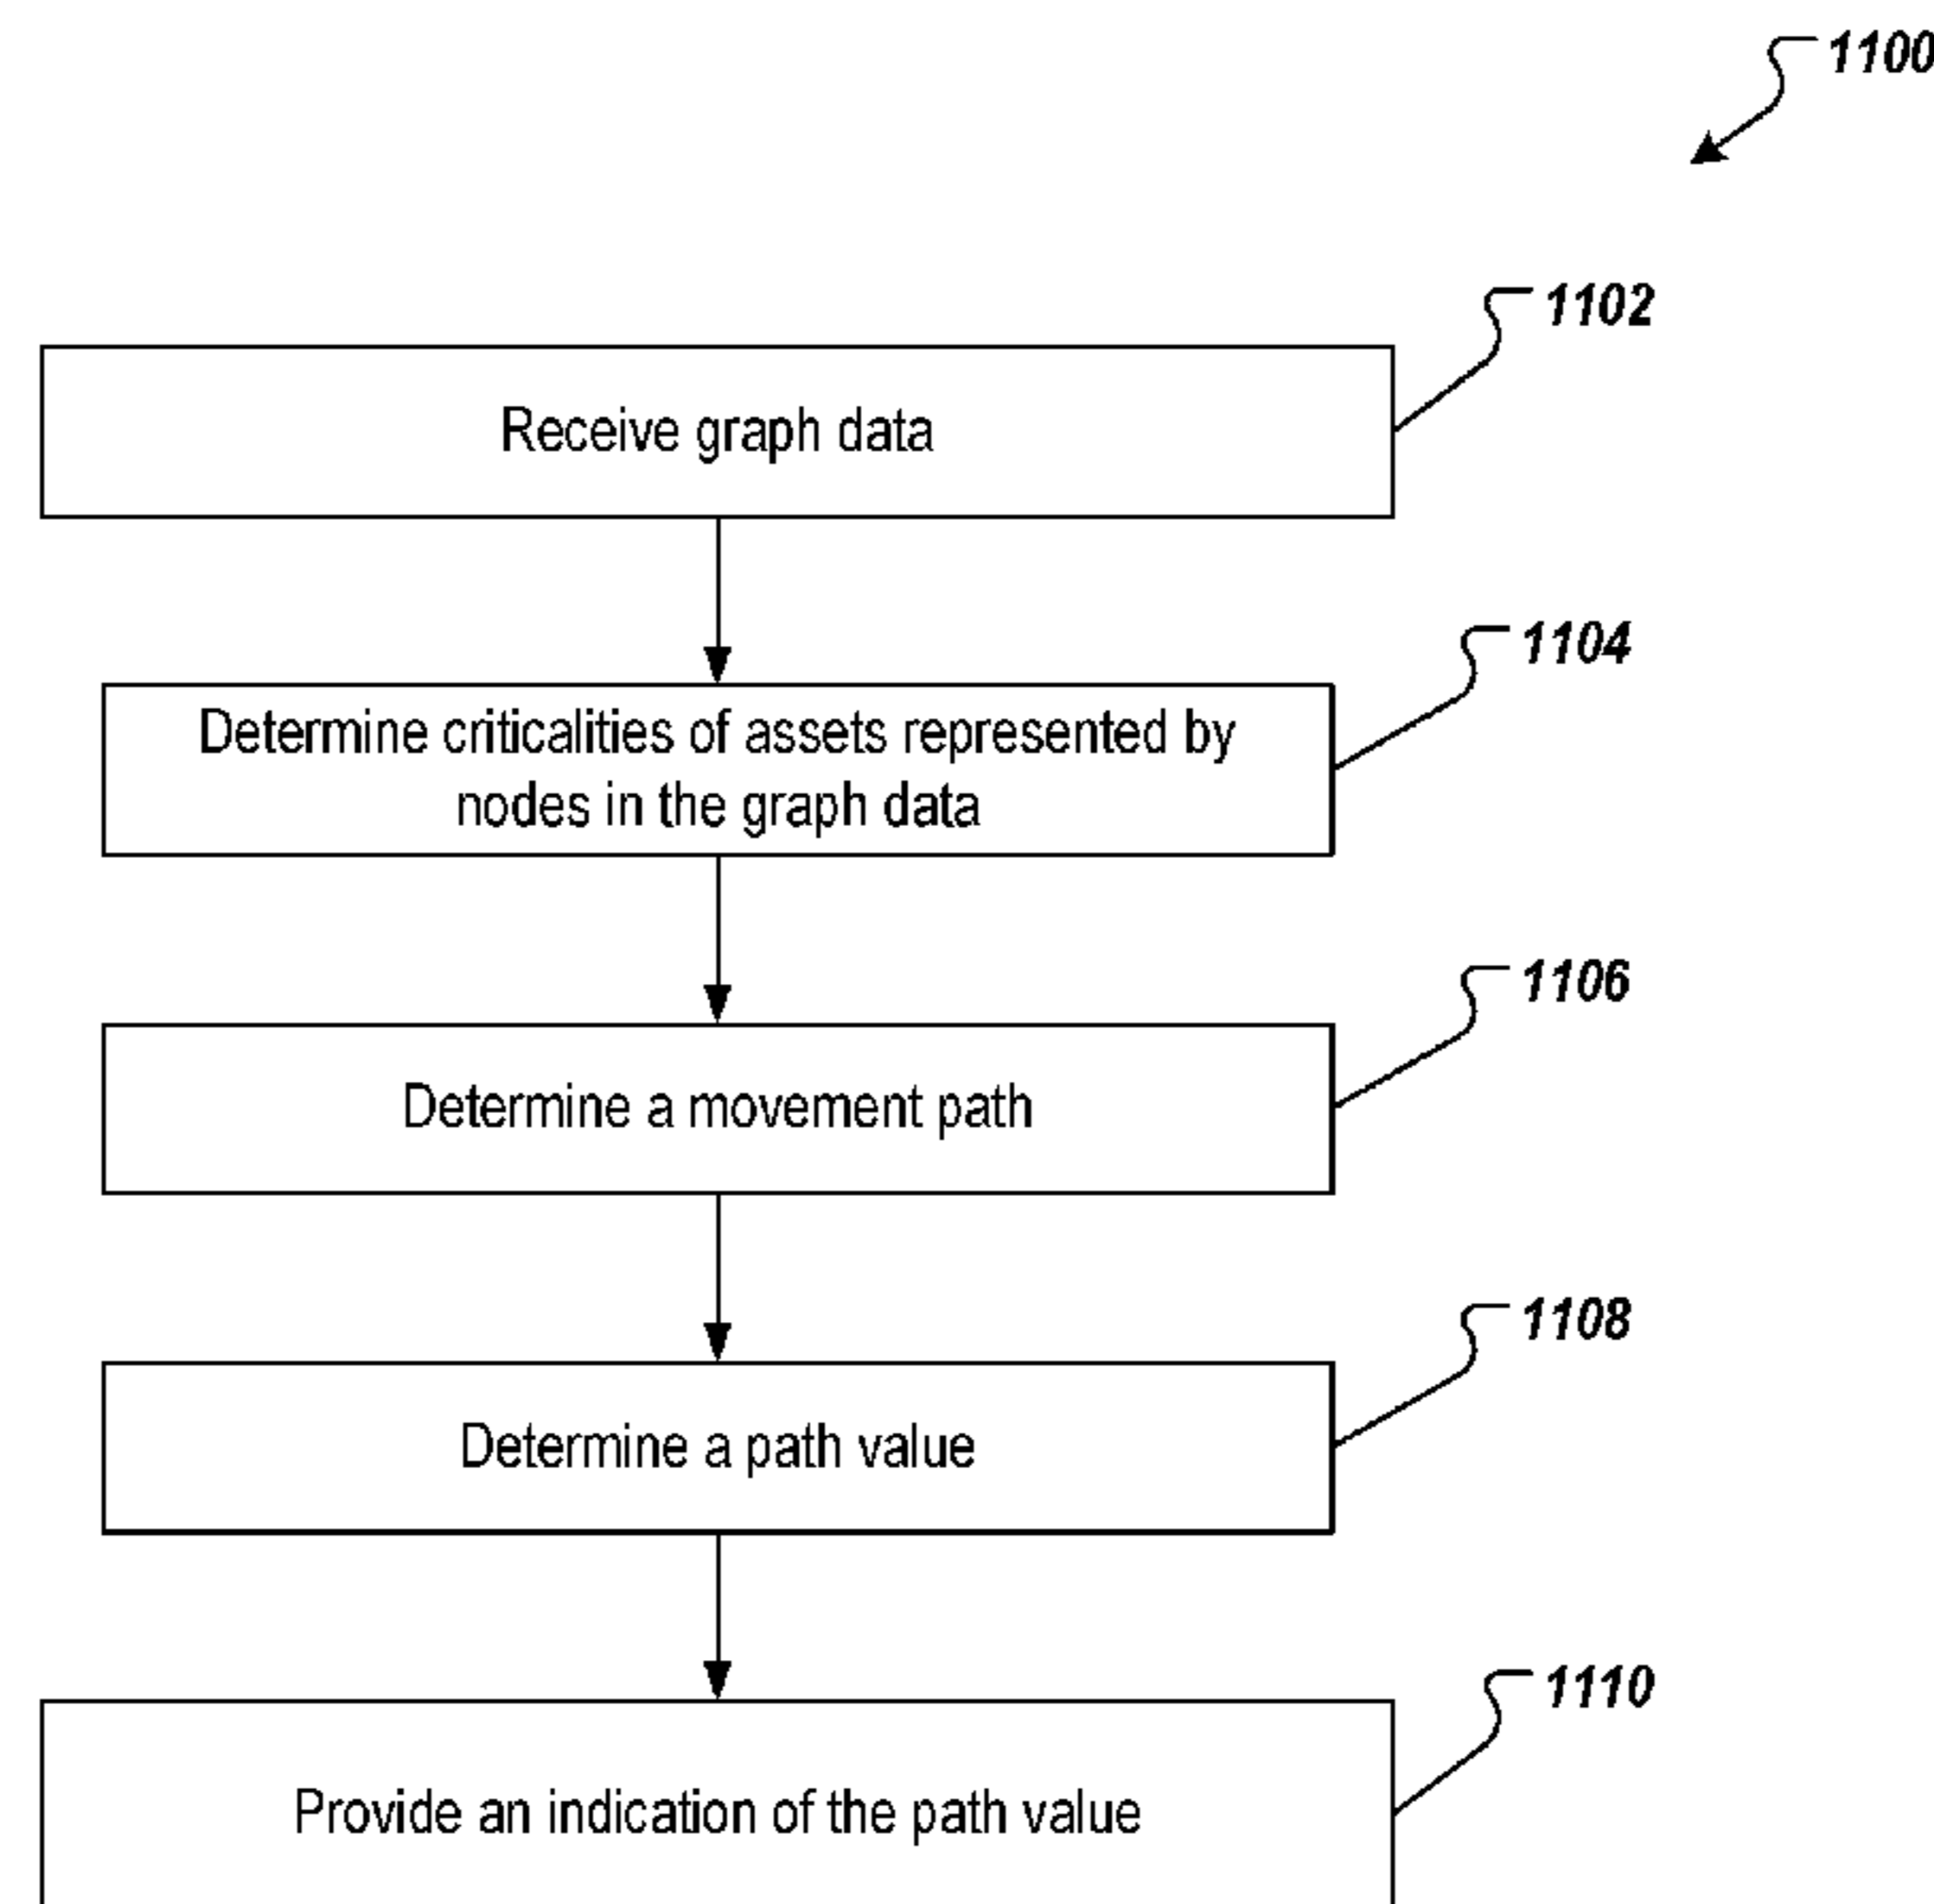 1100
1102
Receive graph data
1104
Determine criticalities of assets represented by
nodes in the graph data
1106
Determine a movement path
1108
Determine a path value
1110
Provide an indication of the path value